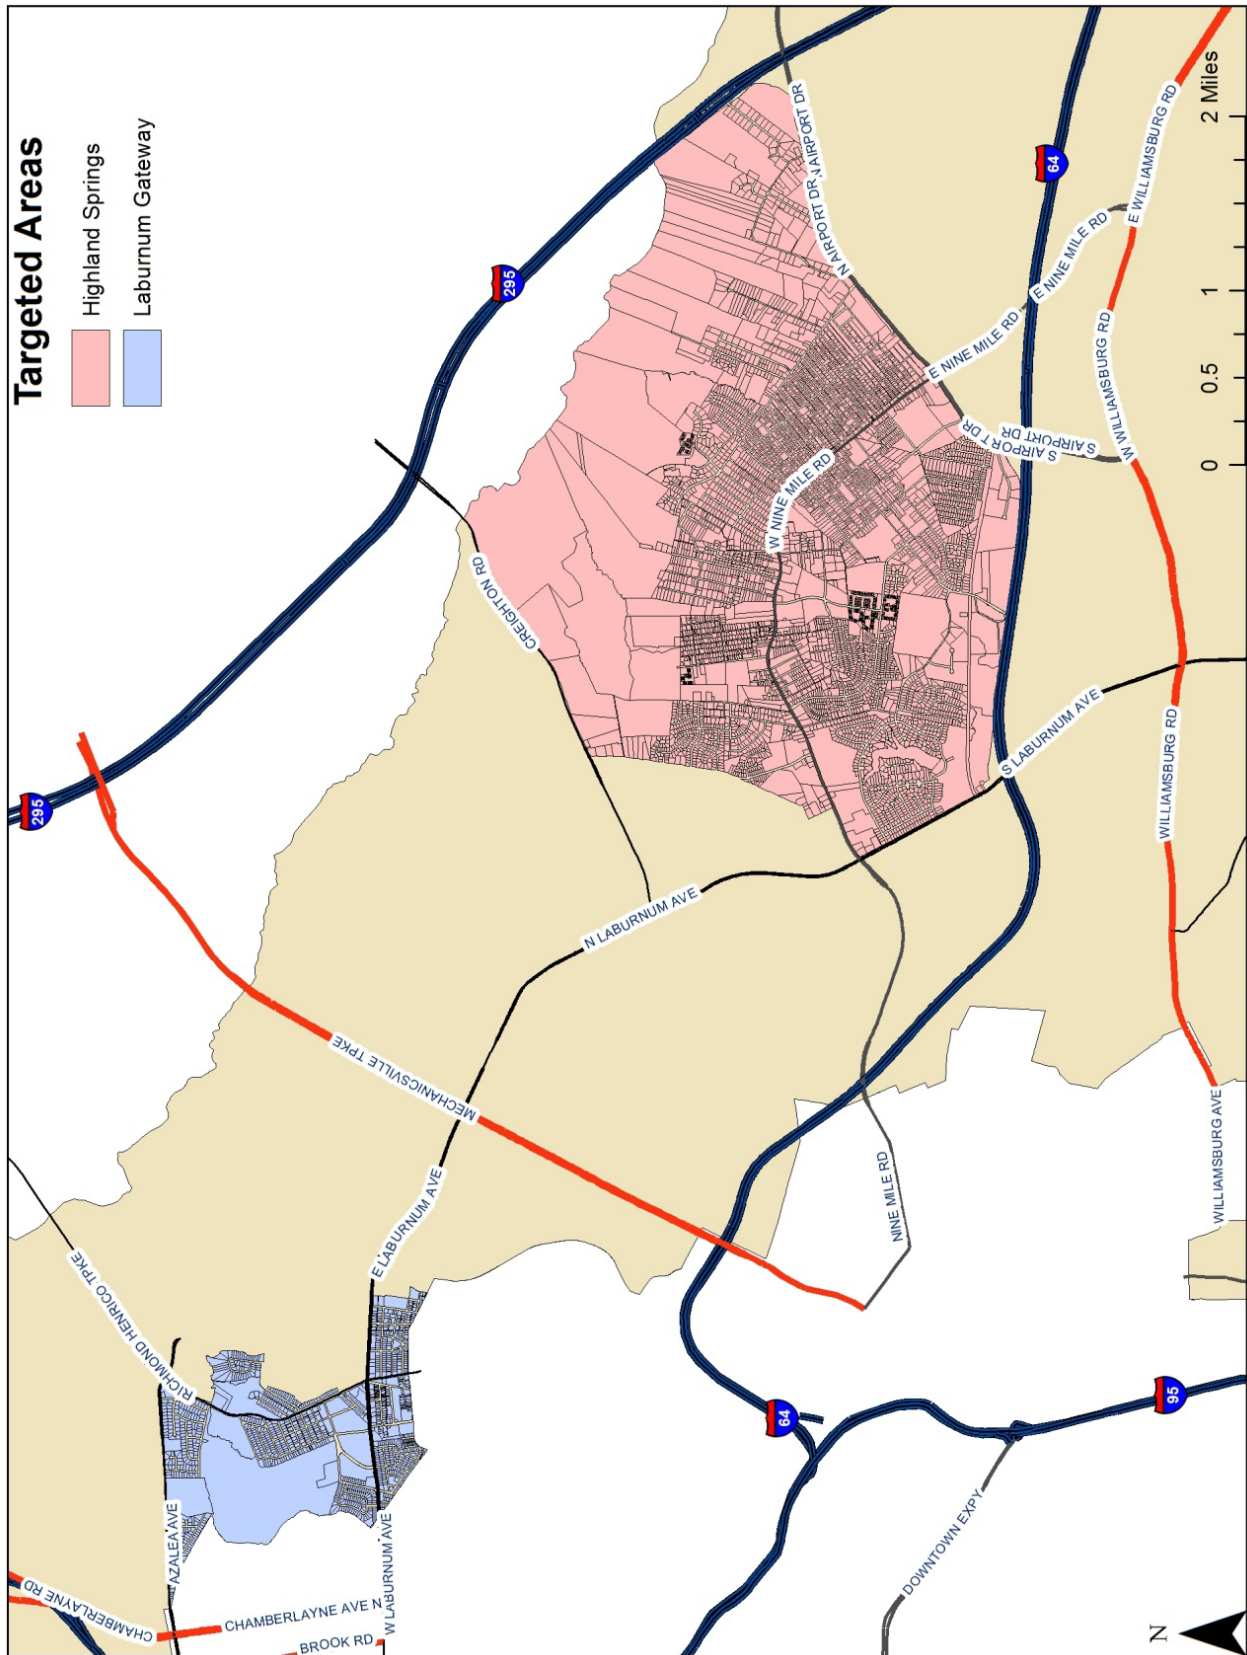 Targeted Areas
Highland Springs
Laburnum Gateway
295
295
64
64
95
CHAMBERLAYNE RD
AZALEA AVE
CHAMBERLAYNE AVE N
BROOK RD
W LABURNUM AVE
RICHMOND HENRICO TPKE
E LABURNUM AVE
MECHANICSVILLE TPKE
N LABURNUM AVE
CREIGHTON RD
W NINE MILE RD
N AIRPORT DR
N AIRPORT DR
N AIRPORT DR
E NINE MILE RD
E NINE MILE RD
S AIRPORT DR
S AIRPORT DR
S LABURNUM AVE
NINE MILE RD
DOWNTOWN EXPY
WILLIAMSBURG AVE
WILLIAMSBURG RD
W WILLIAMSBURG RD
E WILLIAMSBURG RD
N
0 0.5 1 2 Miles